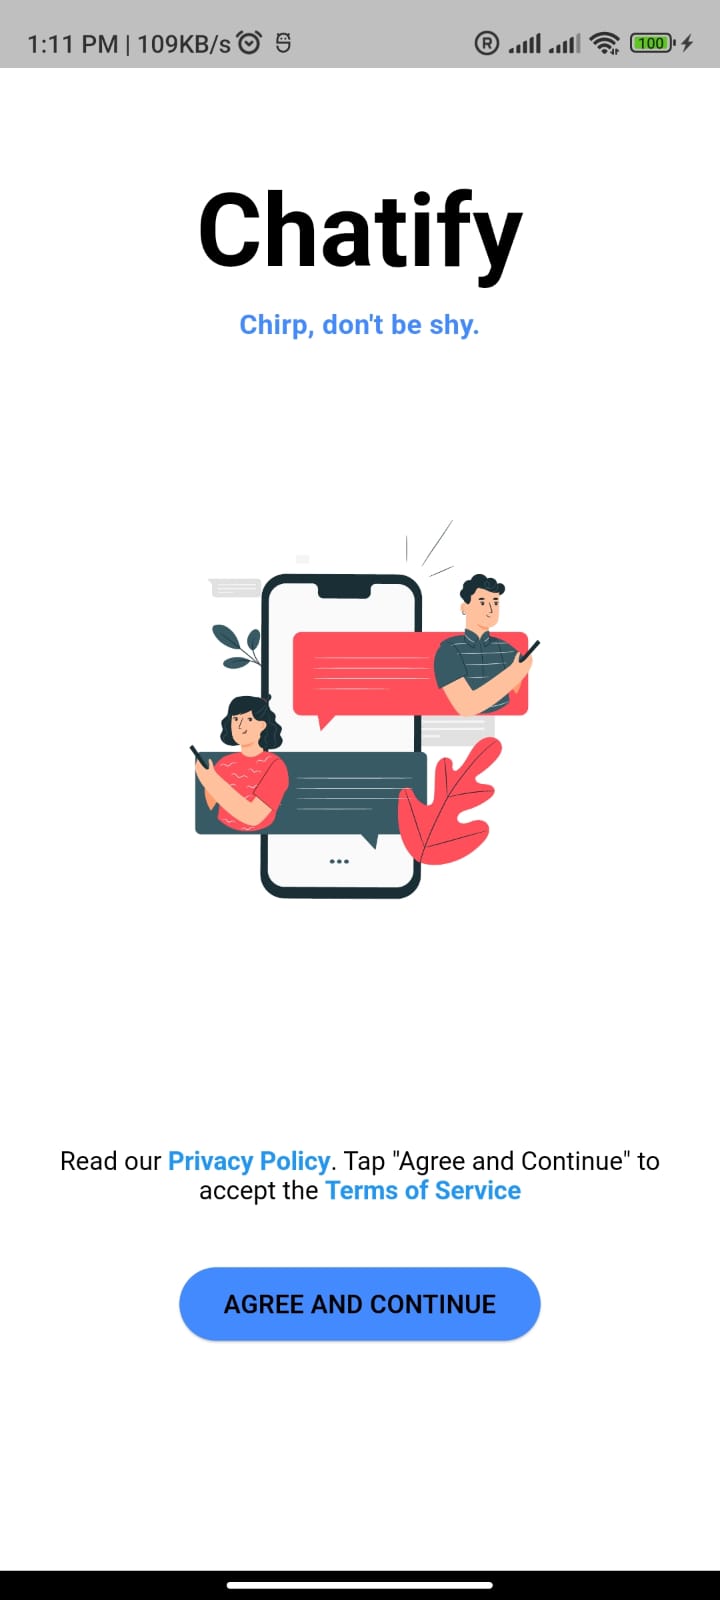 1:11 PM | 109KB/s
R
100
Chatify
Chirp, don't be shy.
Read our Privacy Policy. Tap "Agree and Continue" to
accept the Terms of Service
AGREE AND CONTINUE